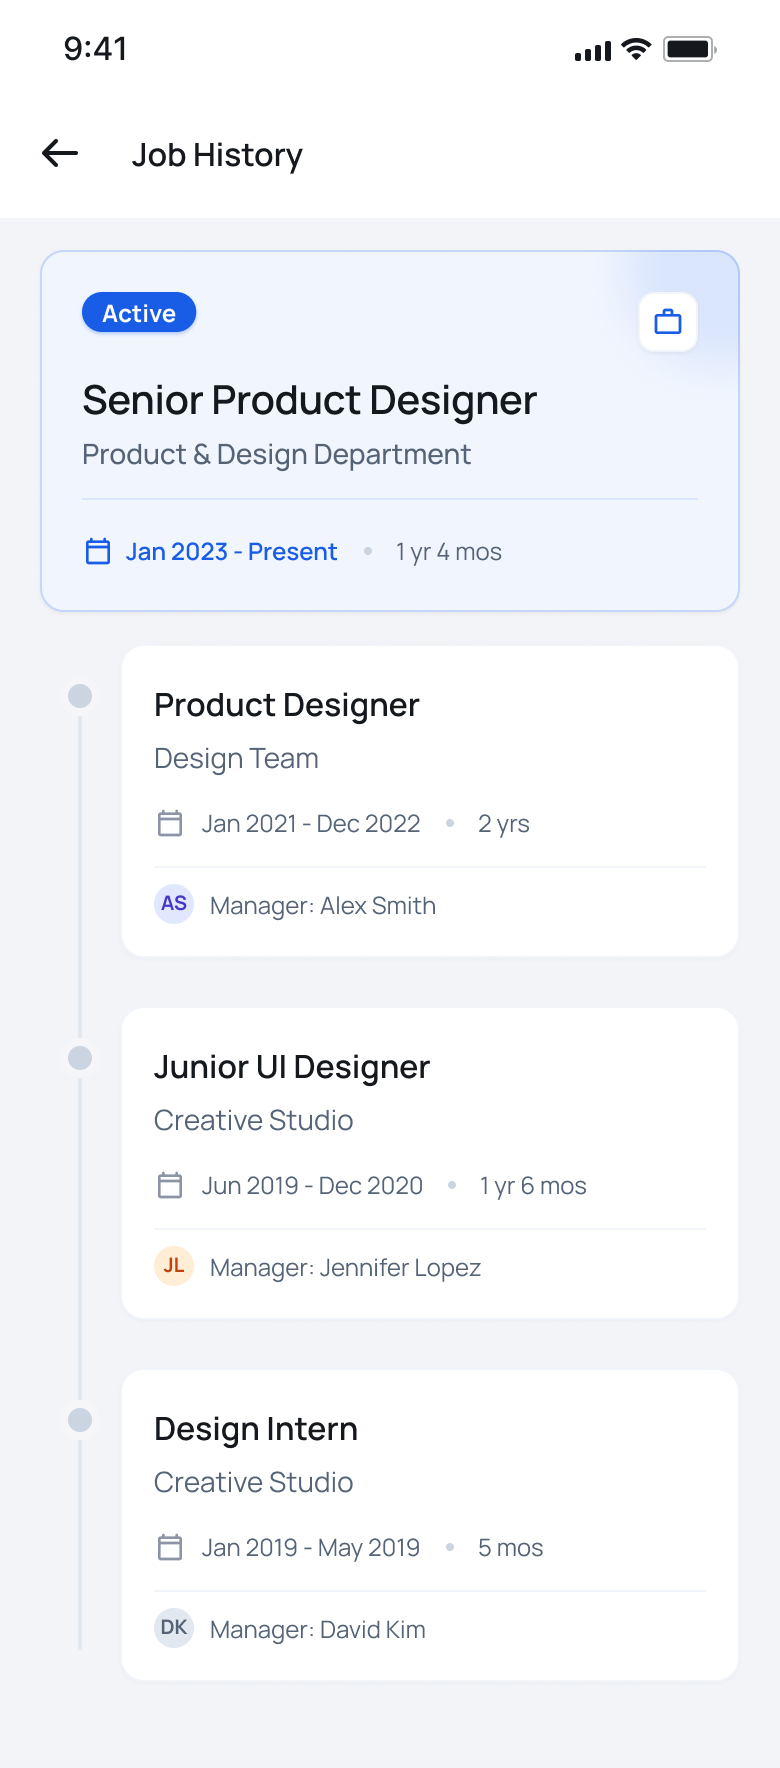 9:41
Job History
Active
Senior Product Designer
Product & Design Department
Jan 2023 - Present • 1 yr 4 mos
Product Designer
Design Team
Jan 2021 - Dec 2022 • 2 yrs
AS Manager: Alex Smith
Junior UI Designer
Creative Studio
Jun 2019 - Dec 2020 • 1 yr 6 mos
JL Manager: Jennifer Lopez
Design Intern
Creative Studio
Jan 2019 - May 2019 • 5 mos
DK Manager: David Kim